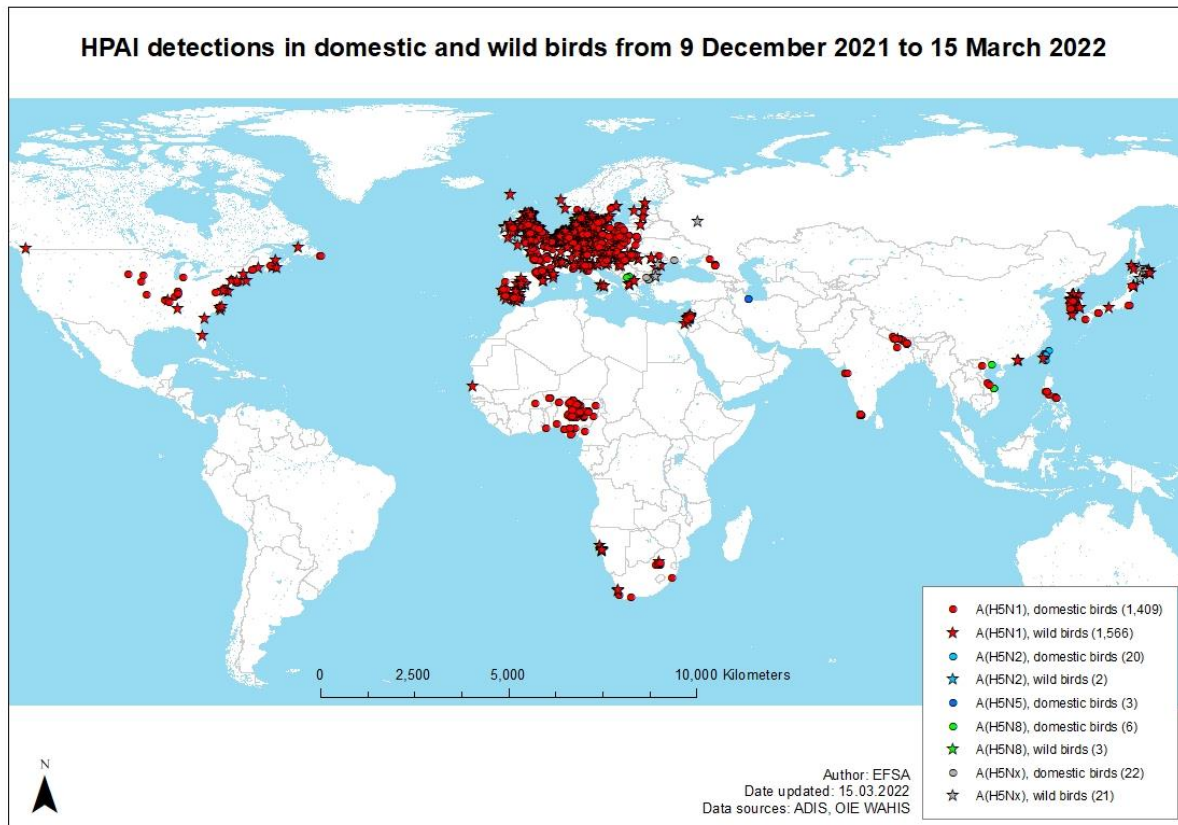 HPAI detections in domestic and wild birds from 9 December 2021 to 15 March 2022
0 2,500 5,000 10,000 Kilometers
A(H5N1), domestic birds (1,409)
A(H5N1), wild birds (1,566)
A(H5N2), domestic birds (20)
A(H5N2), wild birds (2)
A(H5N5), domestic birds (3)
A(H5N8), domestic birds (6)
A(H5N8), wild birds (3)
A(H5Nx), domestic birds (22)
A(H5Nx), wild birds (21)
N
Author: EFSA
Date updated: 15.03.2022
Data sources: ADIS, OIE WAHIS